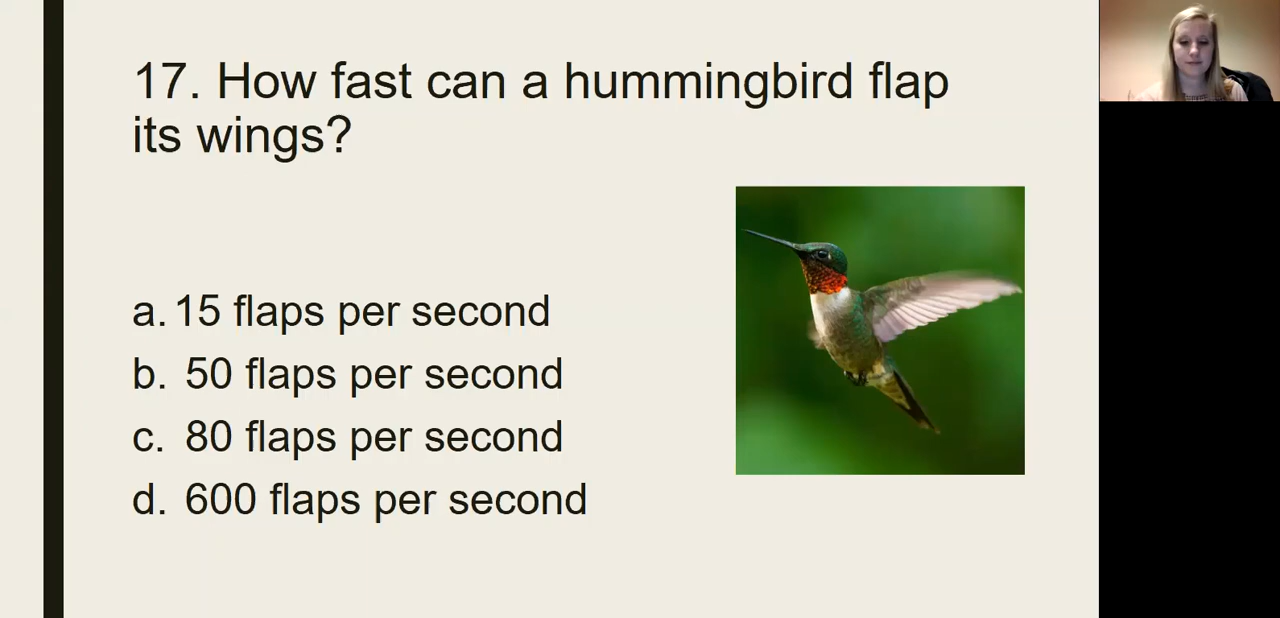 17. How fast can a hummingbird flap
its wings?
a. 15 flaps per second
b. 50 flaps per second
c. 80 flaps per second
d. 600 flaps per second